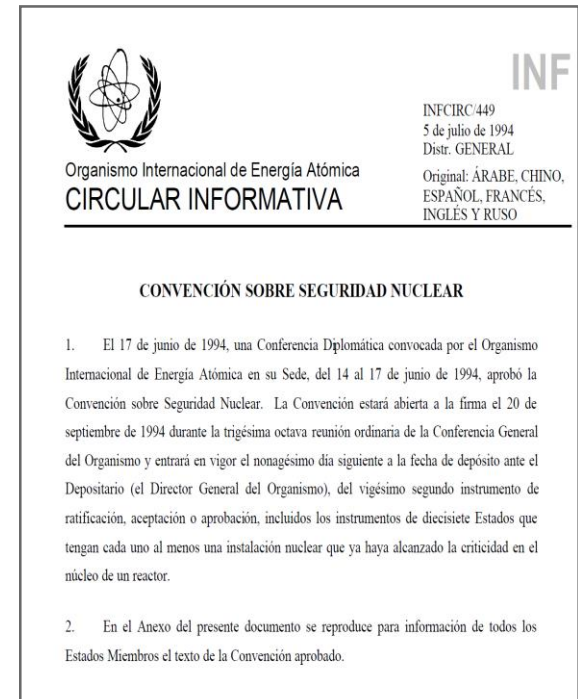 INF
INFCIRC/449
5 de julio de 1994
Distr. GENERAL
Organismo Internacional de Energía Atómica
CIRCULAR INFORMATIVA
Original: ÁRABE, CHINO,
ESPAÑOL, FRANCÉS,
INGLÉS Y RUSO
CONVENCIÓN SOBRE SEGURIDAD NUCLEAR
1. El 17 de junio de 1994, una Conferencia Diplomática convocada por el Organismo
Internacional de Energía Atómica en su Sede, del 14 al 17 de junio de 1994, aprobó la
Convención sobre Seguridad Nuclear. La Convención estará abierta a la firma el 20 de
septiembre de 1994 durante la trigésima octava reunión ordinaria de la Conferencia General
del Organismo y entrará en vigor el nonagésimo día siguiente a la fecha de depósito ante el
Depositario (el Director General del Organismo), del vigésimo segundo instrumento de
ratificación, aceptación o aprobación, incluidos los instrumentos de diecisiete Estados que
tengan cada uno al menos una instalación nuclear que ya haya alcanzado la criticidad en el
núcleo de un reactor.
2. En el Anexo del presente documento se reproduce para información de todos los
Estados Miembros el texto de la Convención aprobado.